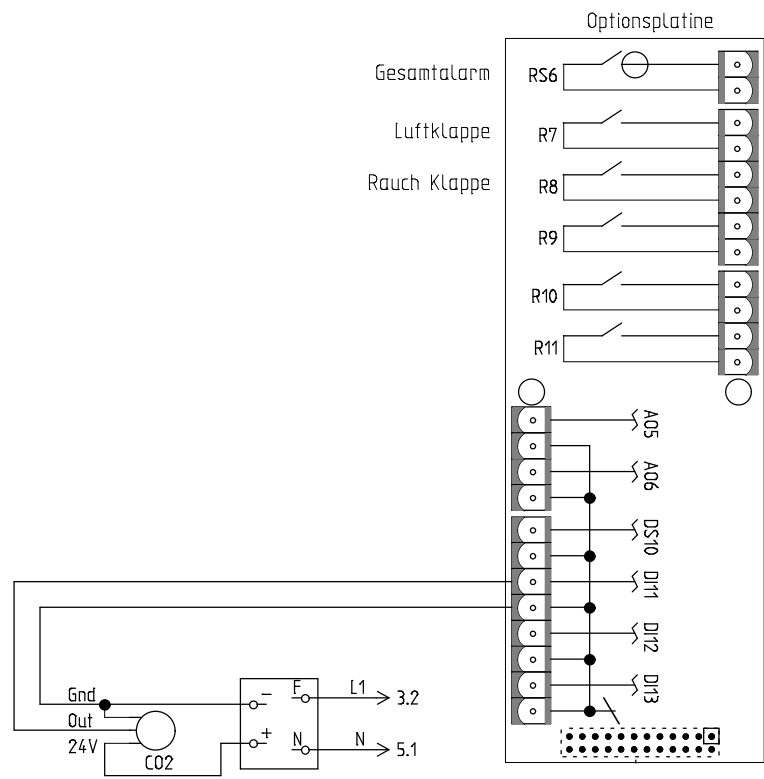 Optionsplatine
Gesamtalarm
RS6
Luftklappe
R7
Rauch Klappe
R8
R9
R10
R11
AO5
AO6
DS10
DI11
DI12
DI13
Gnd
Out
24V
CO2
-
F
L1
3.2
+
N
N
5.1